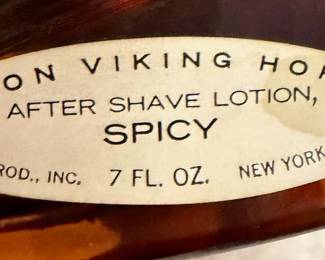 ON VIKING HO
AFTER SHAVE LOTION,
SPICY
ROD., INC. 7 FL. OZ. NEW YORK